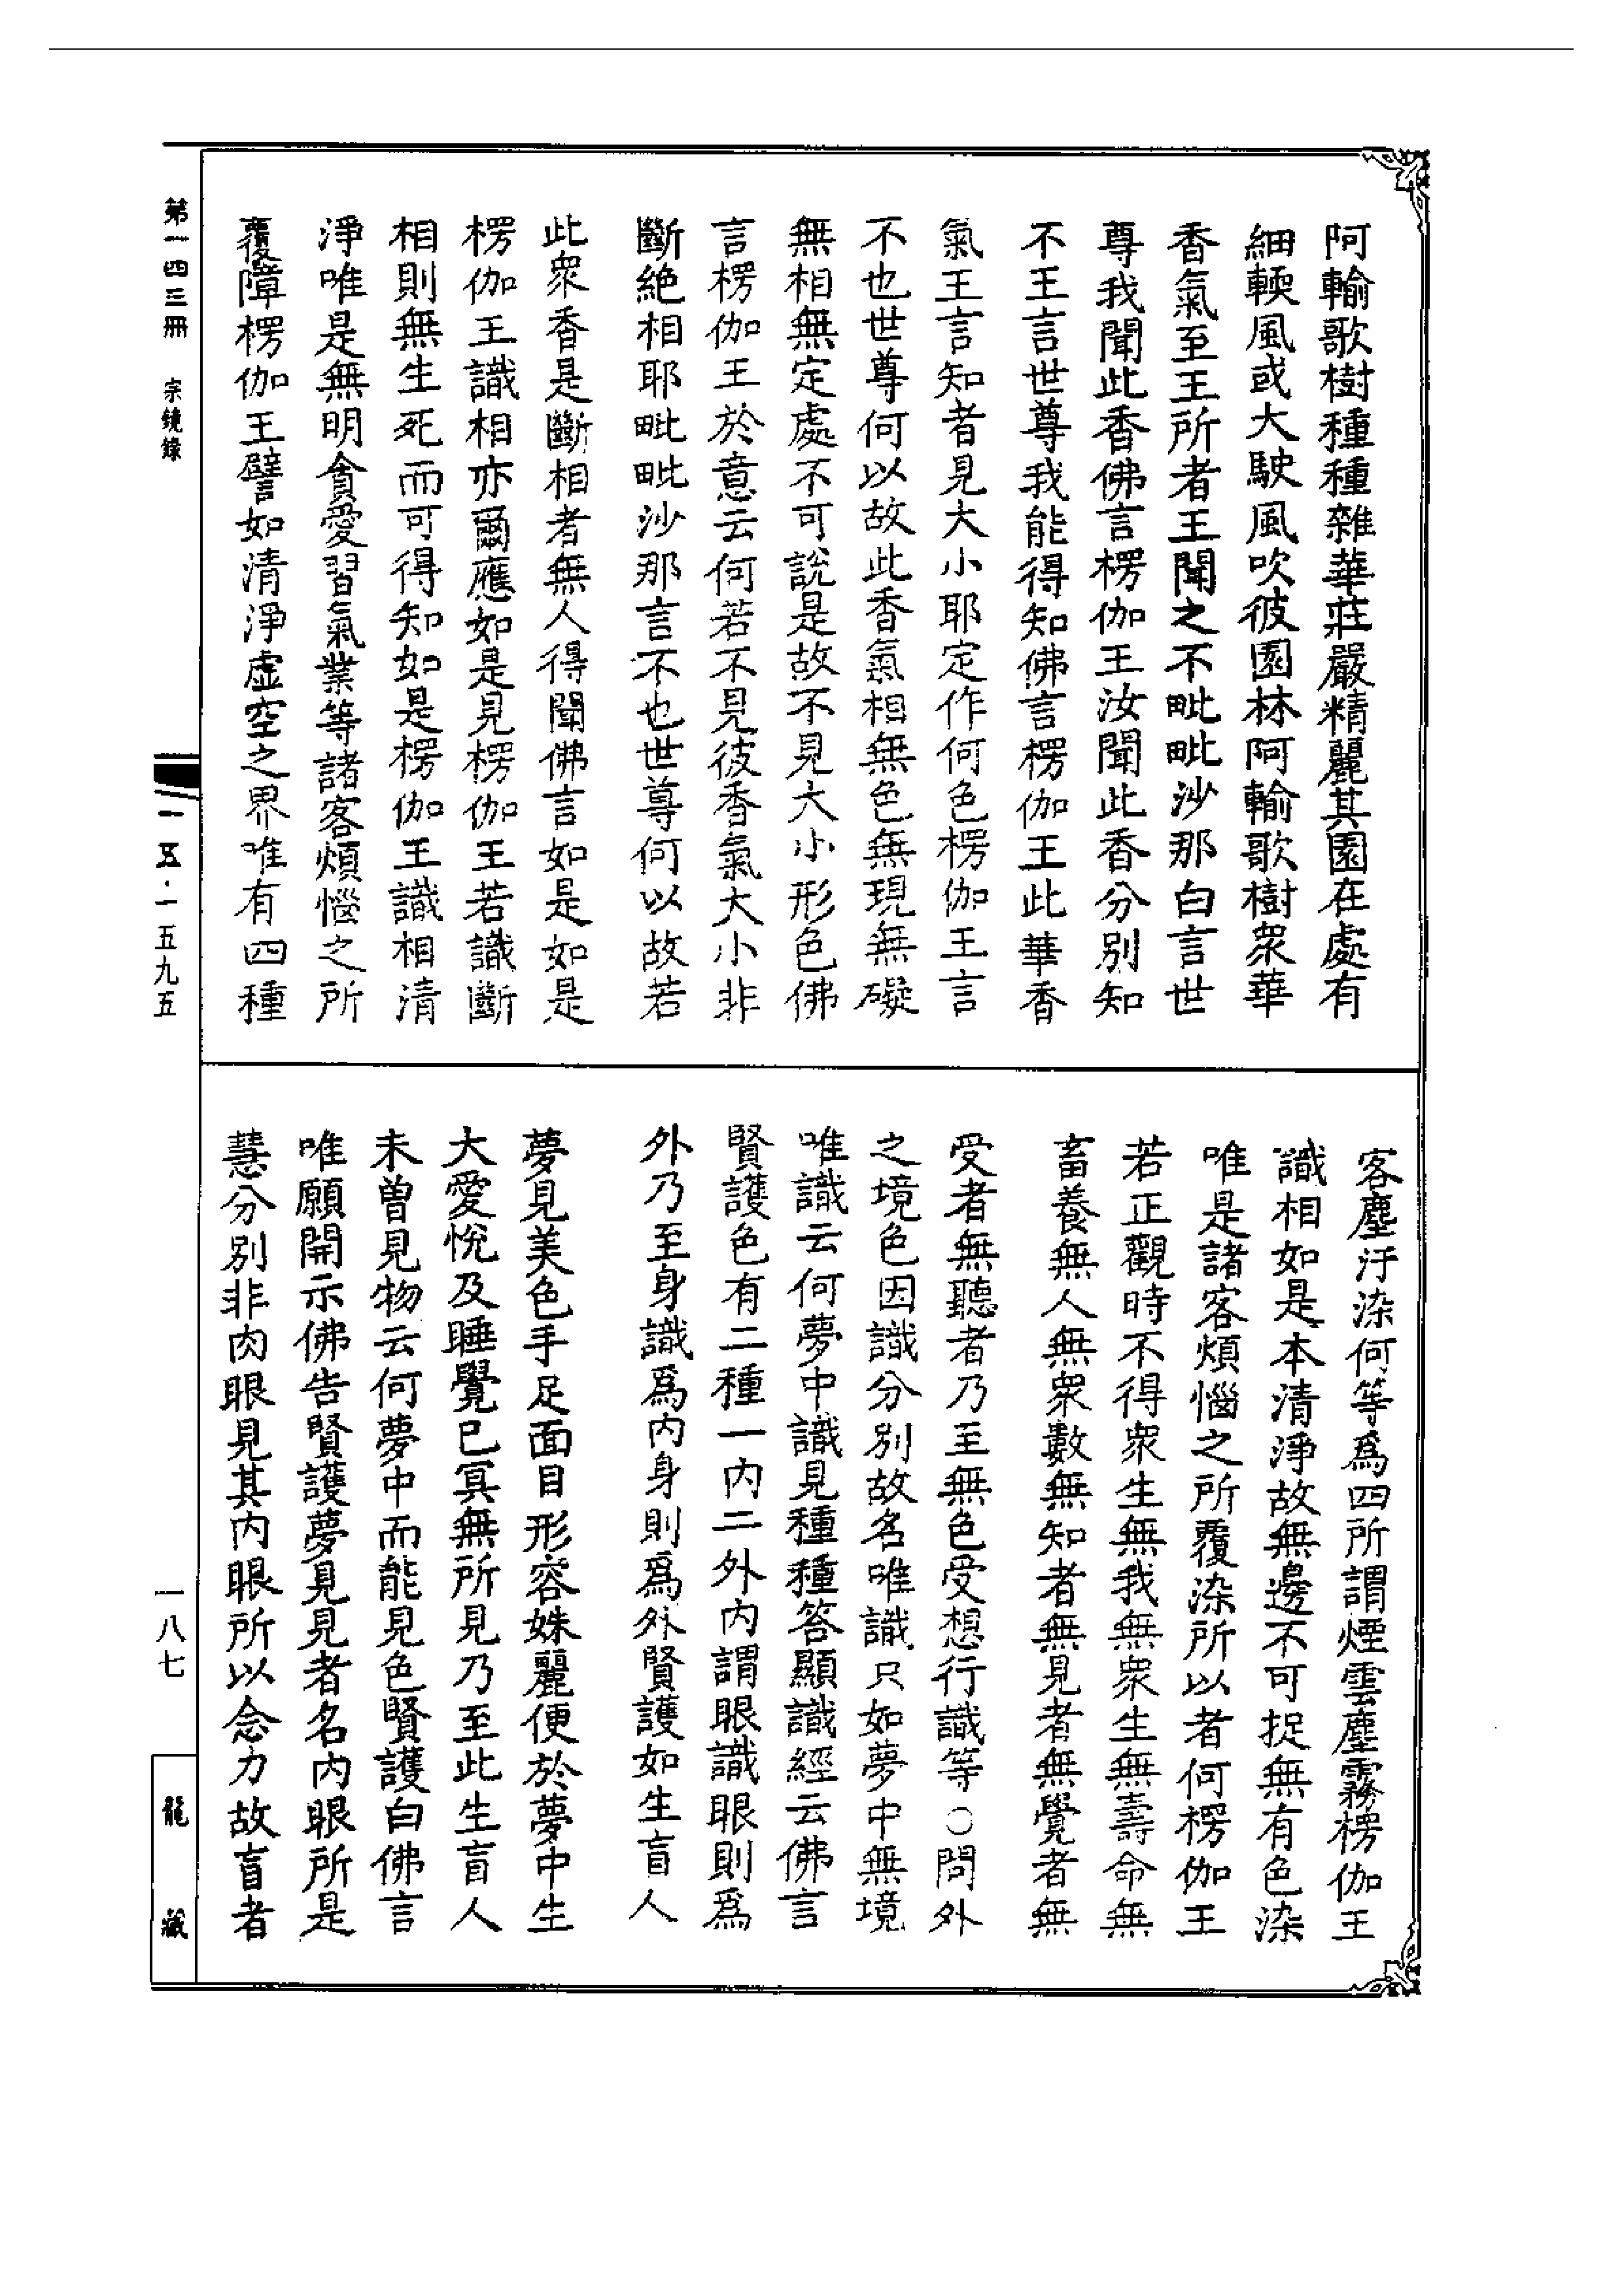 阿輸歌樹種種雜華莊嚴精麗其園在處有
細輭風或大駛風吹彼園林阿輸歌樹衆華
香氣至王所者王聞之不毗毗沙那白言世
尊我聞此香佛言楞伽王汝聞此香分別知
不王言世尊我能得知佛言楞伽王此華香
氣王言知者見大小耶定作何色楞伽王言
不也世尊何以故此香氣相無色無現無礙
無相無定處不可說是故不見大小形色佛
言楞伽王於意云何若不見彼香氣大小非
斷絶相耶毗毗沙那言不也世尊何以故若
此衆香是斷相者無人得聞佛言如是如是
楞伽王識相亦爾應如是見楞伽王若識斷
相則無生死而可得知如是楞伽王識相清
淨唯是無明貪愛習氣業等諸客煩惱之所
覆障楞伽王譬如清淨虛空之界唯有四種
客塵汙染何等爲四所謂煙雲塵霧楞伽王
識相如是本清淨故無邊不可捉無有色染
唯是諸客煩惱之所覆染所以者何楞伽王
若正觀時不得衆生無我無衆生無壽命無
畜養無人無衆數無知者無見者無覺者無
受者無聽者乃至無色受想行識等○問外
之境色因識分別故名唯識只如夢中無境
唯識云何夢中識見種種答顯識經云佛言
賢護色有二種一內二外內謂眼識眼則爲
外乃至身識爲內身則爲外賢護如生盲人
夢見美色手足面目形容姝麗便於夢中生
大愛悅及睡覺已冥無所見乃至此生盲人
未曾見物云何夢中而能見色賢護白佛言
唯願開示佛告賢護夢見見者名內眼所是
慧分別非肉眼見其內眼所以念力故盲者
第一四三冊 宗鏡錄
一五·一五九五
一八七
龍藏